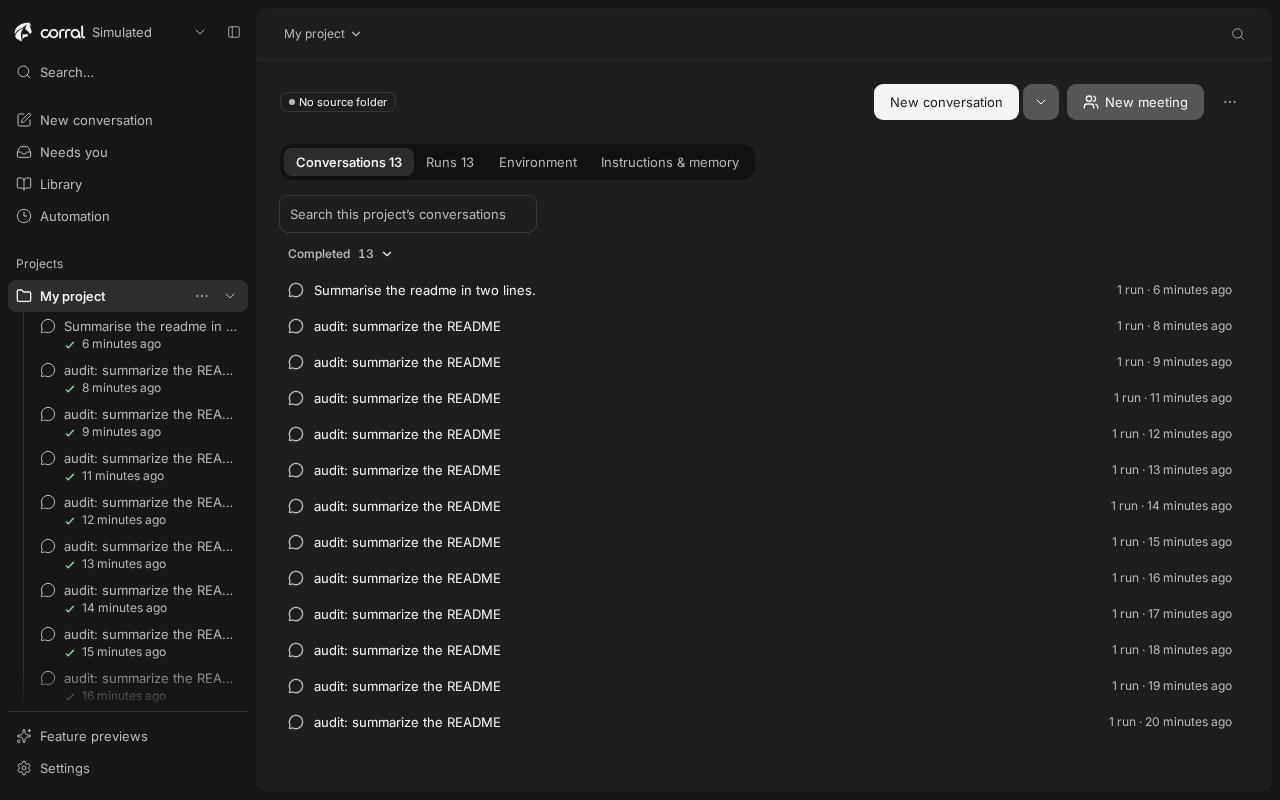 corral Simulated
Search...
New conversation
Needs you
Library
Automation
Projects
My project
Summarise the readme in ...
6 minutes ago
audit: summarize the REA...
8 minutes ago
audit: summarize the REA...
9 minutes ago
audit: summarize the REA...
11 minutes ago
audit: summarize the REA...
12 minutes ago
audit: summarize the REA...
13 minutes ago
audit: summarize the REA...
14 minutes ago
audit: summarize the REA...
15 minutes ago
audit: summarize the REA...
16 minutes ago
Feature previews
Settings
My project
No source folder
New conversation
New meeting
Conversations 13 Runs 13 Environment Instructions & memory
Search this project's conversations
Completed 13
Summarise the readme in two lines. 1 run · 6 minutes ago
audit: summarize the README 1 run · 8 minutes ago
audit: summarize the README 1 run · 9 minutes ago
audit: summarize the README 1 run · 11 minutes ago
audit: summarize the README 1 run · 12 minutes ago
audit: summarize the README 1 run · 13 minutes ago
audit: summarize the README 1 run · 14 minutes ago
audit: summarize the README 1 run · 15 minutes ago
audit: summarize the README 1 run · 16 minutes ago
audit: summarize the README 1 run · 17 minutes ago
audit: summarize the README 1 run · 18 minutes ago
audit: summarize the README 1 run · 19 minutes ago
audit: summarize the README 1 run · 20 minutes ago